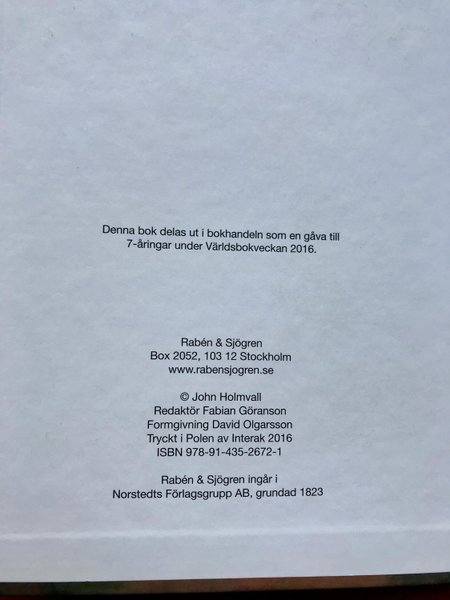 Denna bok delas ut i bokhandeln som en gåva till
7-åringar under Världsbokveckan 2016.
Rabén & Sjögren
Box 2052, 103 12 Stockholm
www.rabensjogren.se
© John Holmvall
Redaktör Fabian Göranson
Formgivning David Olgarsson
Tryckt i Polen av Interak 2016
ISBN 978-91-435-2672-1
Rabén & Sjögren ingår i
Norstedts Förlagsgrupp AB, grundad 1823